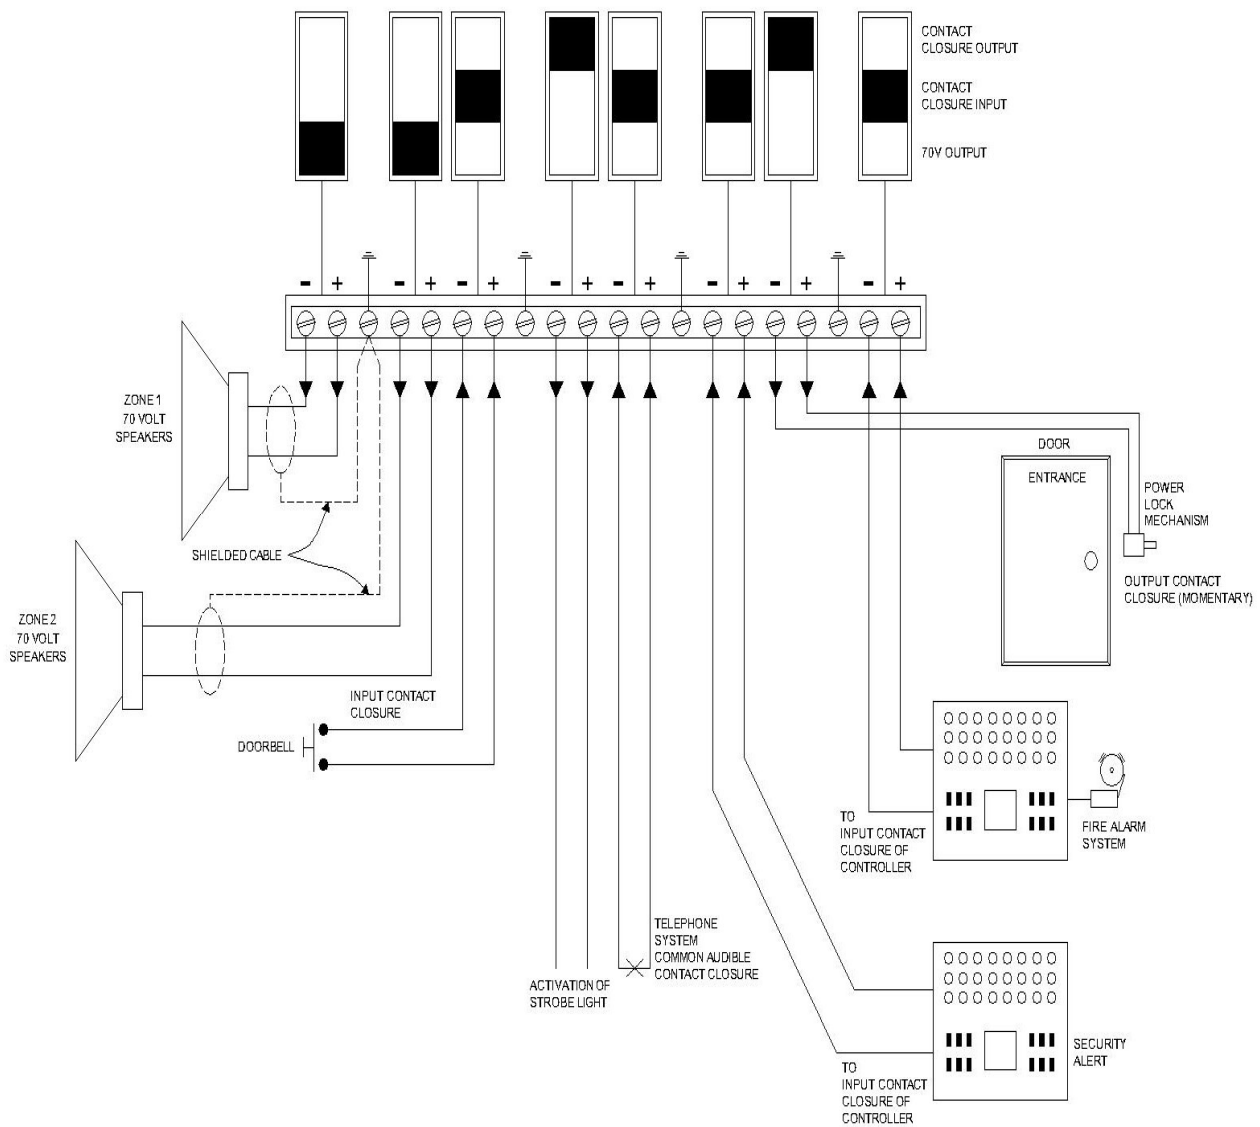 CONTACT
CLOSURE OUTPUT
CONTACT
CLOSURE INPUT
70V OUTPUT
- + - + - + - + - + - + - + - +
ZONE 1
70 VOLT
SPEAKERS
SHIELDED CABLE
ZONE 2
70 VOLT
SPEAKERS
INPUT CONTACT
CLOSURE
DOORBELL
ACTIVATION OF
STROBE LIGHT
TELEPHONE
SYSTEM
COMMON AUDIBLE
CONTACT CLOSURE
DOOR
ENTRANCE
POWER
LOCK
MECHANISM
OUTPUT CONTACT
CLOSURE (MOMENTARY)
TO
INPUT CONTACT
CLOSURE OF
CONTROLLER
FIRE ALARM
SYSTEM
TO
INPUT CONTACT
CLOSURE OF
CONTROLLER
SECURITY
ALERT